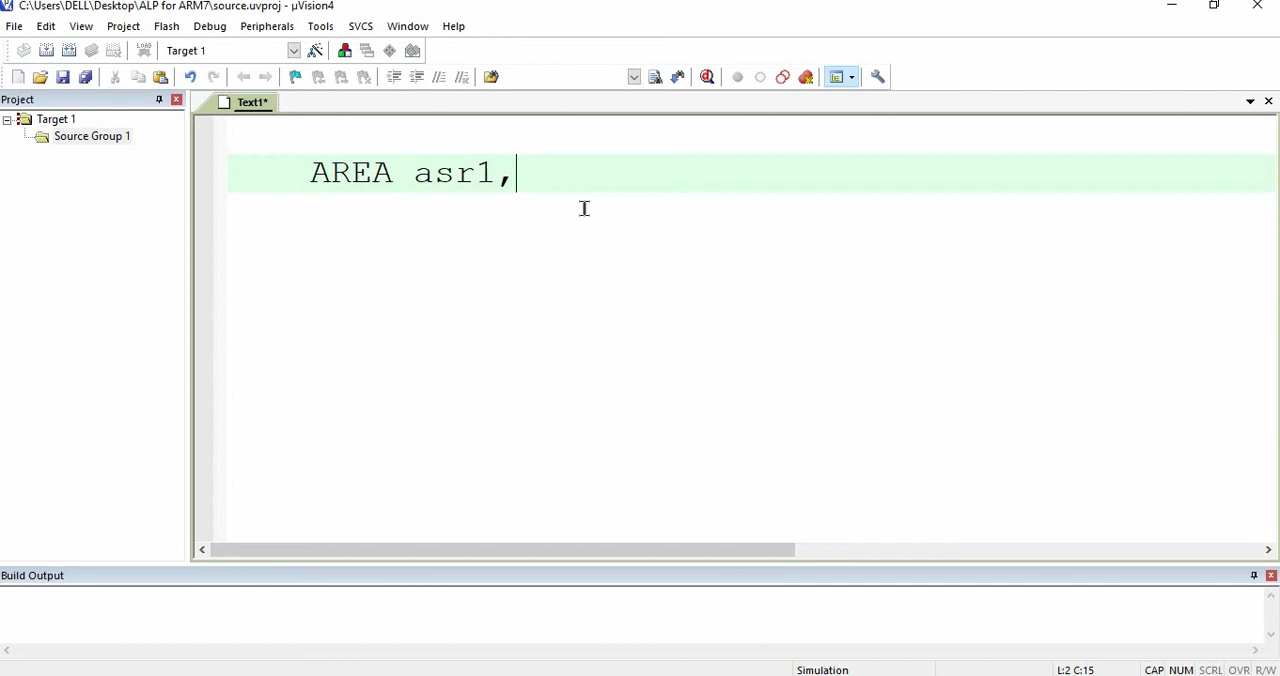 C:\Users\DELL\Desktop\ALP for ARM7\source.uvproj - µVision4
File Edit View Project Flash Debug Peripherals Tools SVCS Window Help
LOAD Target 1
Project
Text1*
Target 1
Source Group 1
AREA asr1,
Build Output
Simulation L:2 C:15 CAP NUM SCRL OVR R/W